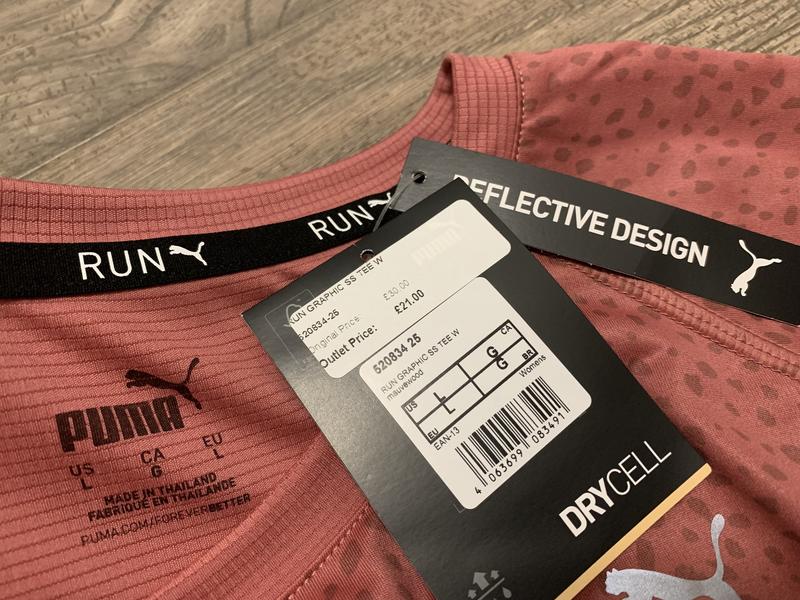 RUN
RUN
REFLECTIVE DESIGN
PUMA
RUN GRAPHIC SS TEE W
520834-25
Original Price: £30.00
Outlet Price: £21.00
520834 25
RUN GRAPHIC SS TEE W
mauvewood
US L G CA
EU L G BR
EAN-13 Womens
4 063699 083491
DRYCELL
PUMA
US CA EU
L G L
MADE IN THAILAND
FABRIQUÉ EN THAÏLANDE
PUMA.COM/FOREVERBETTER